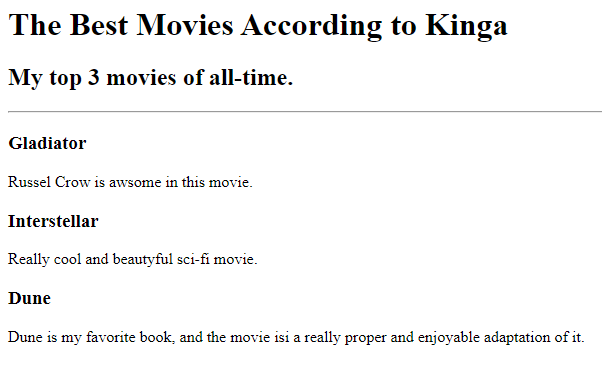 The Best Movies According to Kinga
My top 3 movies of all-time.
Gladiator
Russel Crow is awsome in this movie.
Interstellar
Really cool and beautyful sci-fi movie.
Dune
Dune is my favorite book, and the movie isi a really proper and enjoyable adaptation of it.